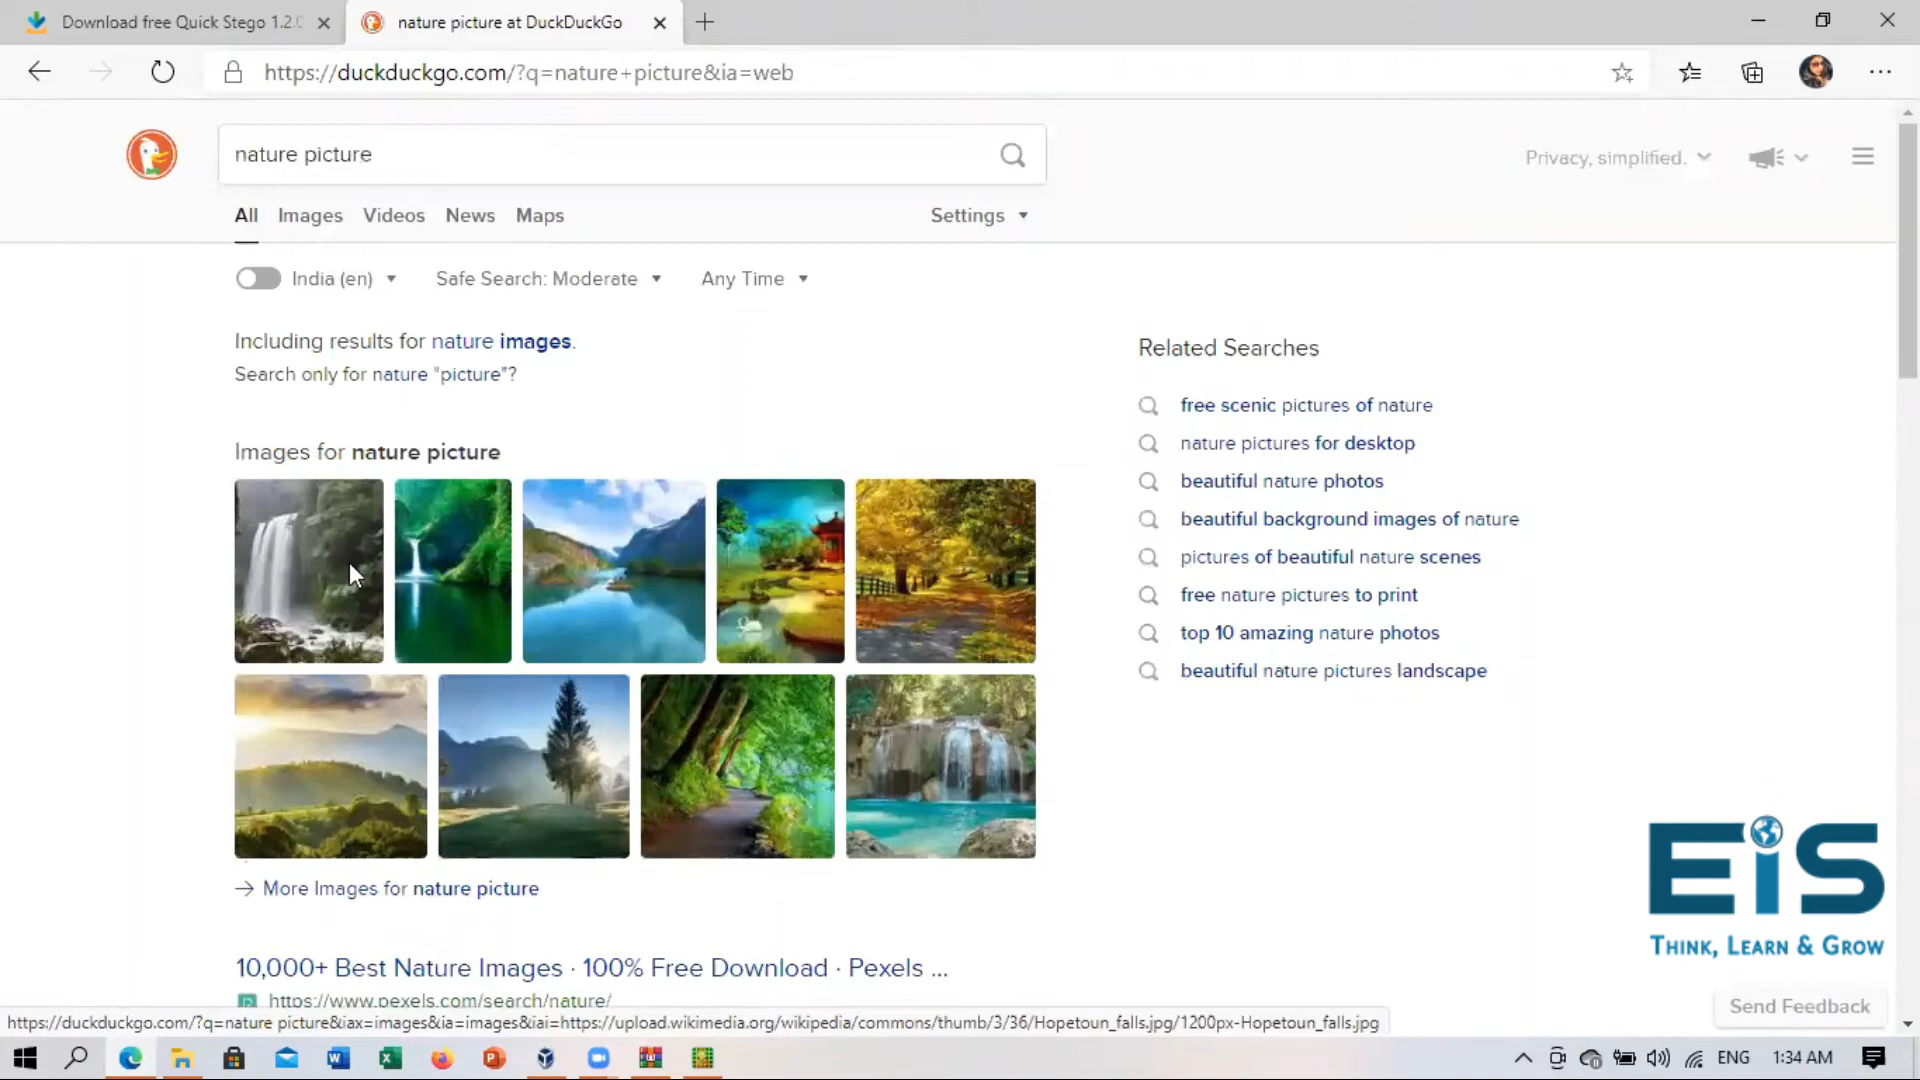 Download free Quick Stego 1.2.0
nature picture at DuckDuckGo
https://duckduckgo.com/?q=nature+picture&ia=web
nature picture
Privacy, simplified.
All Images Videos News Maps Settings
India (en) Safe Search: Moderate Any Time
Including results for nature images.
Search only for nature "picture"?
Images for nature picture
More Images for nature picture
10,000+ Best Nature Images · 100% Free Download · Pexels ...
https://www.pexels.com/search/nature/
Related Searches
free scenic pictures of nature
nature pictures for desktop
beautiful nature photos
beautiful background images of nature
pictures of beautiful nature scenes
free nature pictures to print
top 10 amazing nature photos
beautiful nature pictures landscape
EiS
THINK, LEARN & GROW
Send Feedback
https://duckduckgo.com/?q=nature picture&iax=images&ia=images&iai=https://upload.wikimedia.org/wikipedia/commons/thumb/3/36/Hopetoun_falls.jpg/1200px-Hopetoun_falls.jpg
ENG 1:34 AM